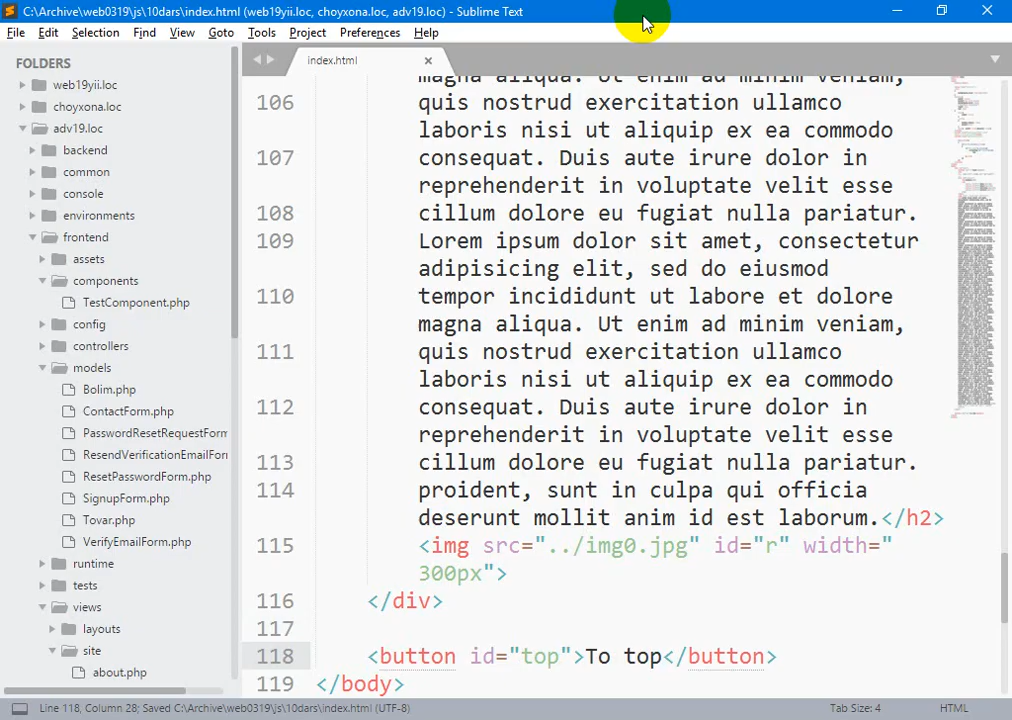 C:\Archive\web0319\js\10dars\index.html (web19yii.loc, choyxona.loc, adv19.loc) - Sublime Text
File Edit Selection Find View Goto Tools Project Preferences Help
FOLDERS
web19yii.loc
choyxona.loc
adv19.loc
backend
common
console
environments
frontend
assets
components
TestComponent.php
config
controllers
models
Bolim.php
ContactForm.php
PasswordResetRequestForm
ResendVerificationEmailFor
ResetPasswordForm.php
SignupForm.php
Tovar.php
VerifyEmailForm.php
runtime
tests
views
layouts
site
about.php
index.html
magna aliqua. Ut enim ad minim veniam,
106 quis nostrud exercitation ullamco
laboris nisi ut aliquip ex ea commodo
107 consequat. Duis aute irure dolor in
reprehenderit in voluptate velit esse
108 cillum dolore eu fugiat nulla pariatur.
109 Lorem ipsum dolor sit amet, consectetur
adipisicing elit, sed do eiusmod
110 tempor incididunt ut labore et dolore
magna aliqua. Ut enim ad minim veniam,
111 quis nostrud exercitation ullamco
laboris nisi ut aliquip ex ea commodo
112 consequat. Duis aute irure dolor in
reprehenderit in voluptate velit esse
113 cillum dolore eu fugiat nulla pariatur.
114 proident, sunt in culpa qui officia
deserunt mollit anim id est laborum.</h2>
115 <img src="../img0.jpg" id="r" width="
300px">
116 </div>
117
118 <button id="top">To top</button>
119 </body>
Line 118, Column 28; Saved C:\Archive\web0319\js\10dars\index.html (UTF-8)
Tab Size: 4
HTML